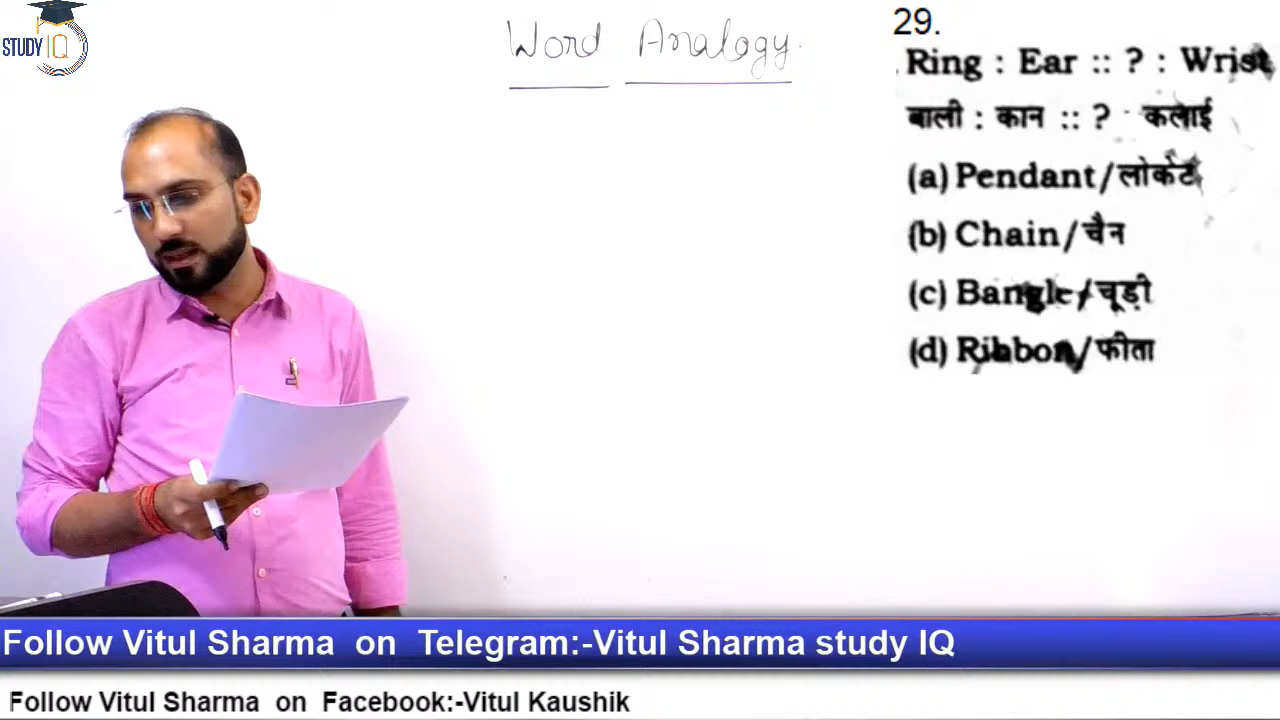 STUDY IQ
Word Analogy
29.
Ring : Ear :: ? : Wrist
बाली : कान :: ? कलाई
(a) Pendant/लोकेट
(b) Chain/चैन
(c) Bangle/चूड़ी
(d) Ribbon/फीता
Follow Vitul Sharma on Telegram:-Vitul Sharma study IQ
Follow Vitul Sharma on Facebook:-Vitul Kaushik